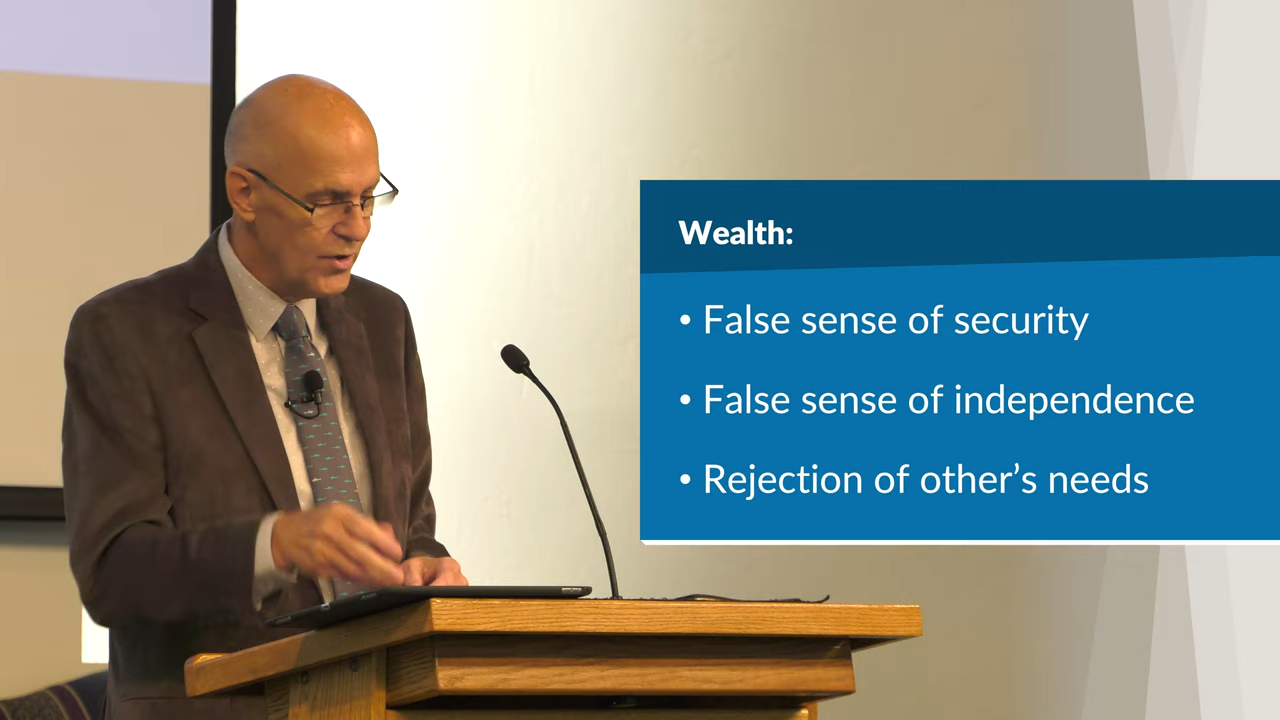 Wealth:
• False sense of security
• False sense of independence
• Rejection of other’s needs